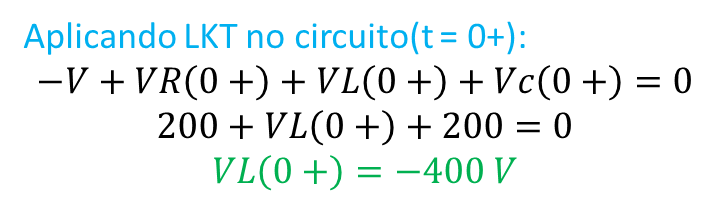 Aplicando LKT no circuito(t = 0+):
−V + VR(0 +) + VL(0 +) + Vc(0 +) = 0
200 + VL(0 +) + 200 = 0
VL(0 +) = −400 V